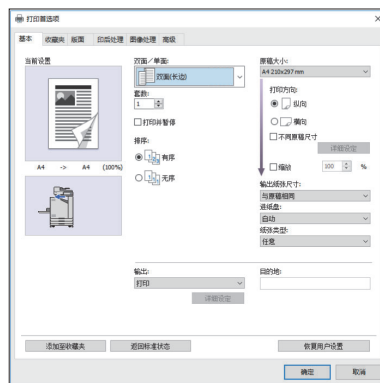 打印首选项
基本 收藏夹 版面 印后处理 图像处理 高级
当前设置
A4 -> A4 (100%)
双面/单面:
双面(长边)
套数:
1
打印并暂停
排序:
有序
无序
原稿大小:
A4 210x297 mm
打印方向:
纵向
横向
不同原稿尺寸
详细设定
缩放 100 %
输出纸张尺寸:
与原稿相同
进纸盘:
自动
纸张类型:
任意
输出:
打印
详细设定
目的地:
添加至收藏夹 返回标准状态 恢复用户设置
确定 取消